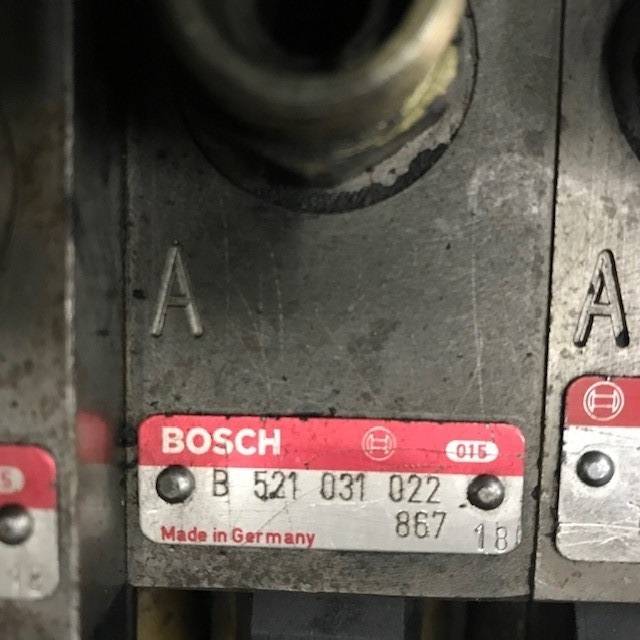 A
A
BOSCH 015
B 521 031 022
867 18
Made in Germany